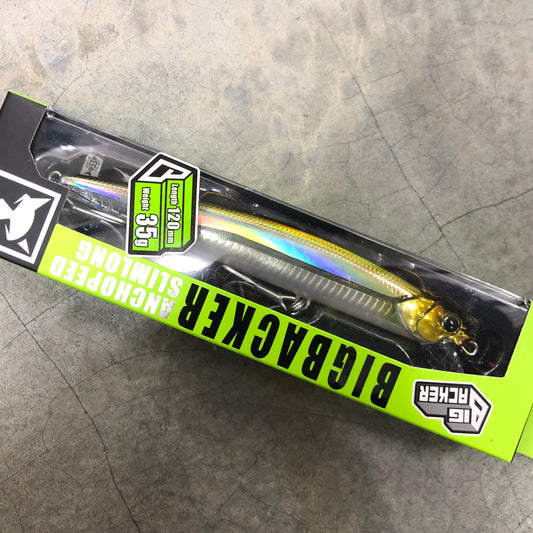 BIGBACKER
ANCHOPEED
SLIMLONG
Length 120mm
Weight 35g
BIG
BACKER